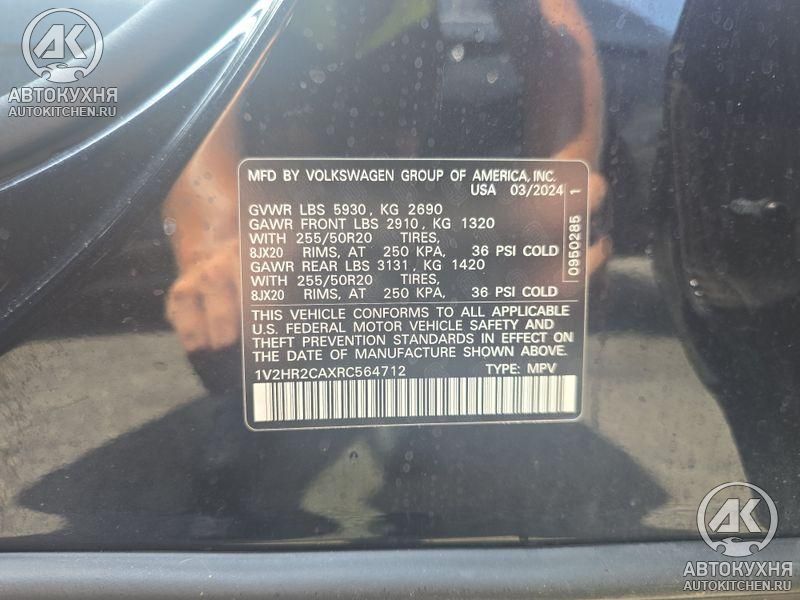 АК
АВТОКУХНЯ
AUTOKITCHEN.RU
MFD BY VOLKSWAGEN GROUP OF AMERICA, INC.
USA 03/2024
GVWR LBS 5930, KG 2690
GAWR FRONT LBS 2910, KG 1320
WITH 255/50R20 TIRES,
8JX20 RIMS, AT 250 KPA, 36 PSI COLD
GAWR REAR LBS 3131, KG 1420
WITH 255/50R20 TIRES,
8JX20 RIMS, AT 250 KPA, 36 PSI COLD
0950285 1
THIS VEHICLE CONFORMS TO ALL APPLICABLE
U.S. FEDERAL MOTOR VEHICLE SAFETY AND
THEFT PREVENTION STANDARDS IN EFFECT ON
DATE OF MANUFACTURE SHOWN ABOVE.
1V2HR2CAXRC564712 TYPE: MPV
АК
АВТОКУХНЯ
AUTOKITCHEN.RU